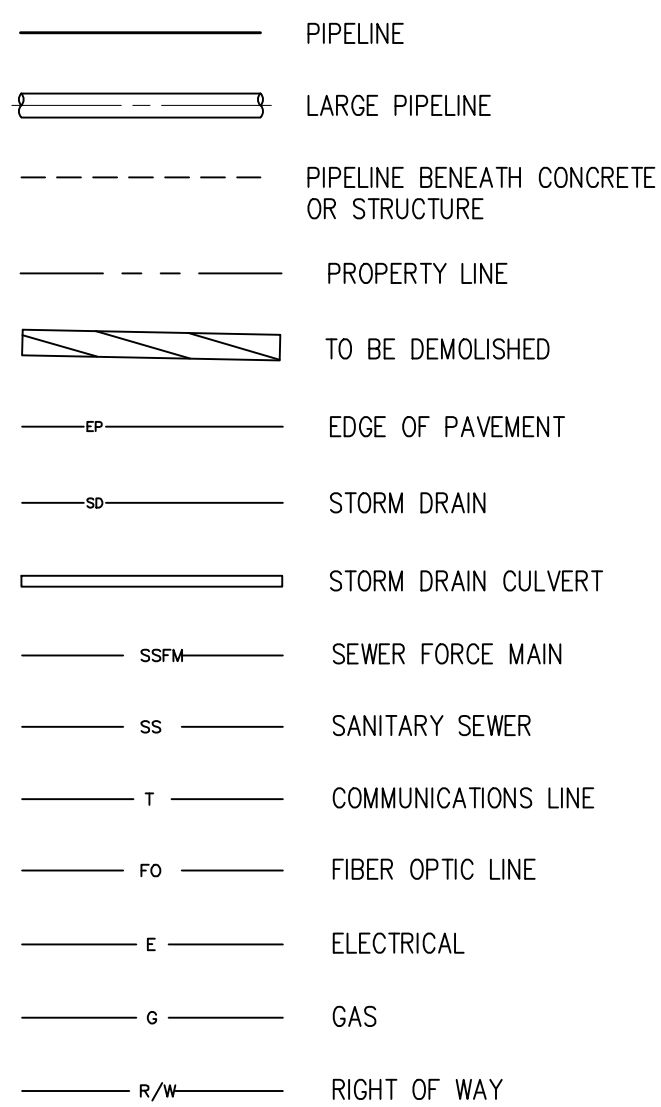 PIPELINE
LARGE PIPELINE
PIPELINE BENEATH CONCRETE
OR STRUCTURE
PROPERTY LINE
TO BE DEMOLISHED
EP EDGE OF PAVEMENT
SD STORM DRAIN
STORM DRAIN CULVERT
SSFM SEWER FORCE MAIN
SS SANITARY SEWER
T COMMUNICATIONS LINE
FO FIBER OPTIC LINE
E ELECTRICAL
G GAS
R/W RIGHT OF WAY